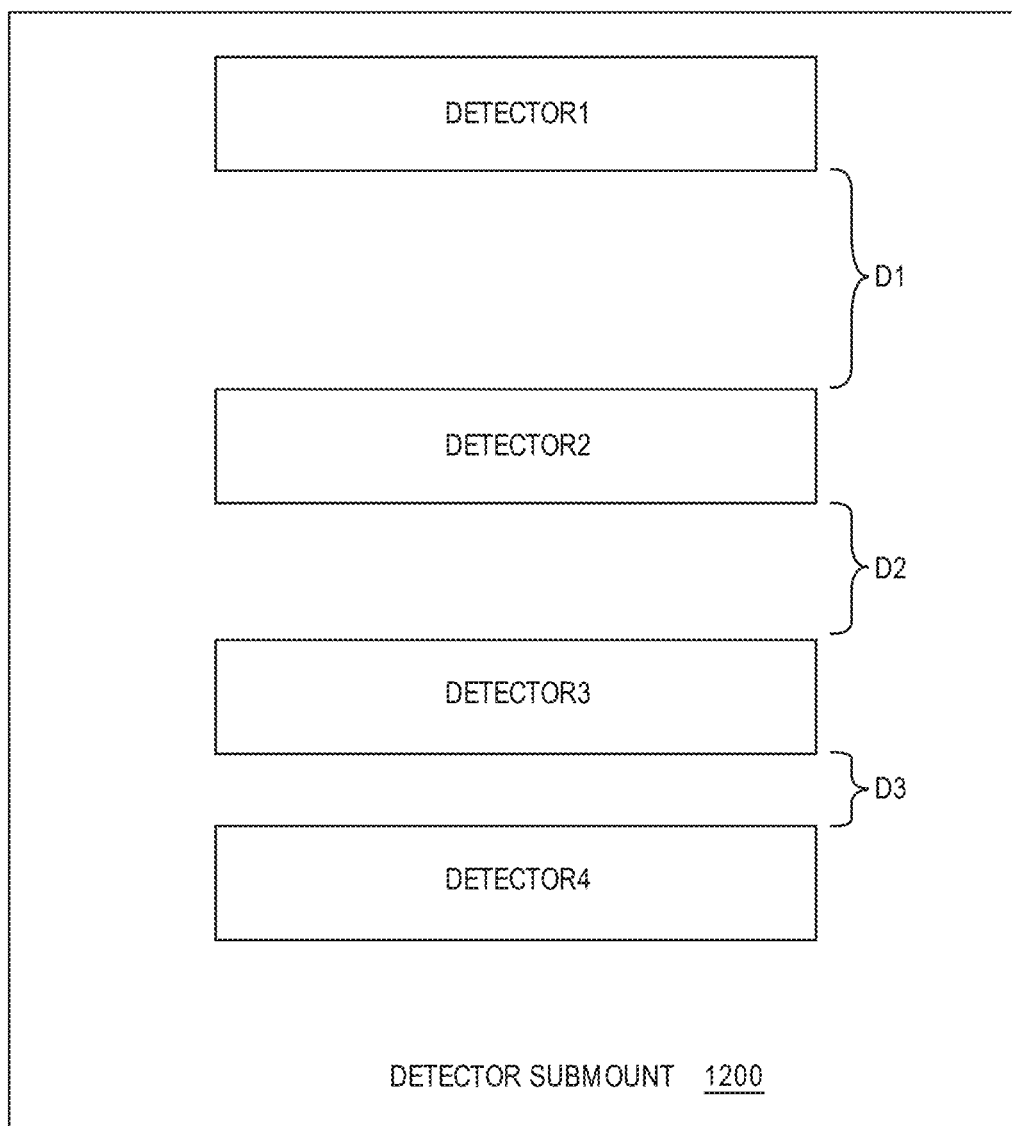 DETECTOR1
D1
DETECTOR2
D2
DETECTOR3
D3
DETECTOR4
DETECTOR SUBMOUNT 1200